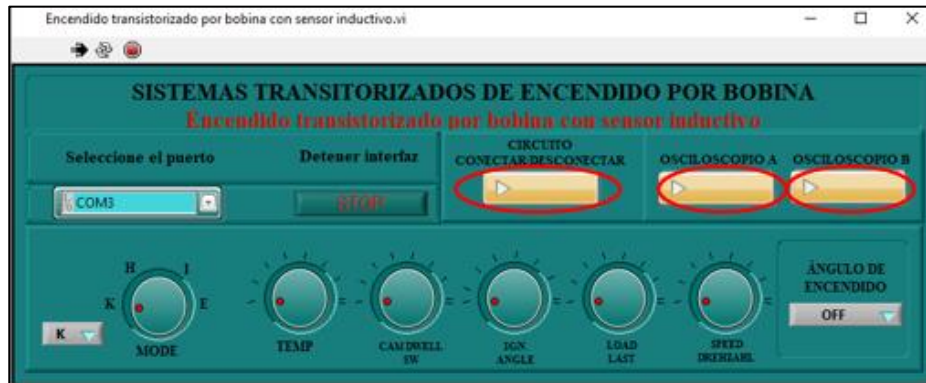 Encendido transistorizado por bobina con sensor inductivo.vi
SISTEMAS TRANSITORIZADOS DE ENCENDIDO POR BOBINA
Encendido transistorizado por bobina con sensor inductivo
Seleccione el puerto
Detener interfaz
CIRCUITO
CONECTAR/DESCONECTAR
OSCILOSCOPIO A
OSCILOSCOPIO B
COM3
STOP
H
I
K
E
K
MODE
TEMP
CAM DWELL
SW
IGN
ANGLE
LOAD
LAST
SPEED
DREHZAHL
ÁNGULO DE
ENCENDIDO
OFF